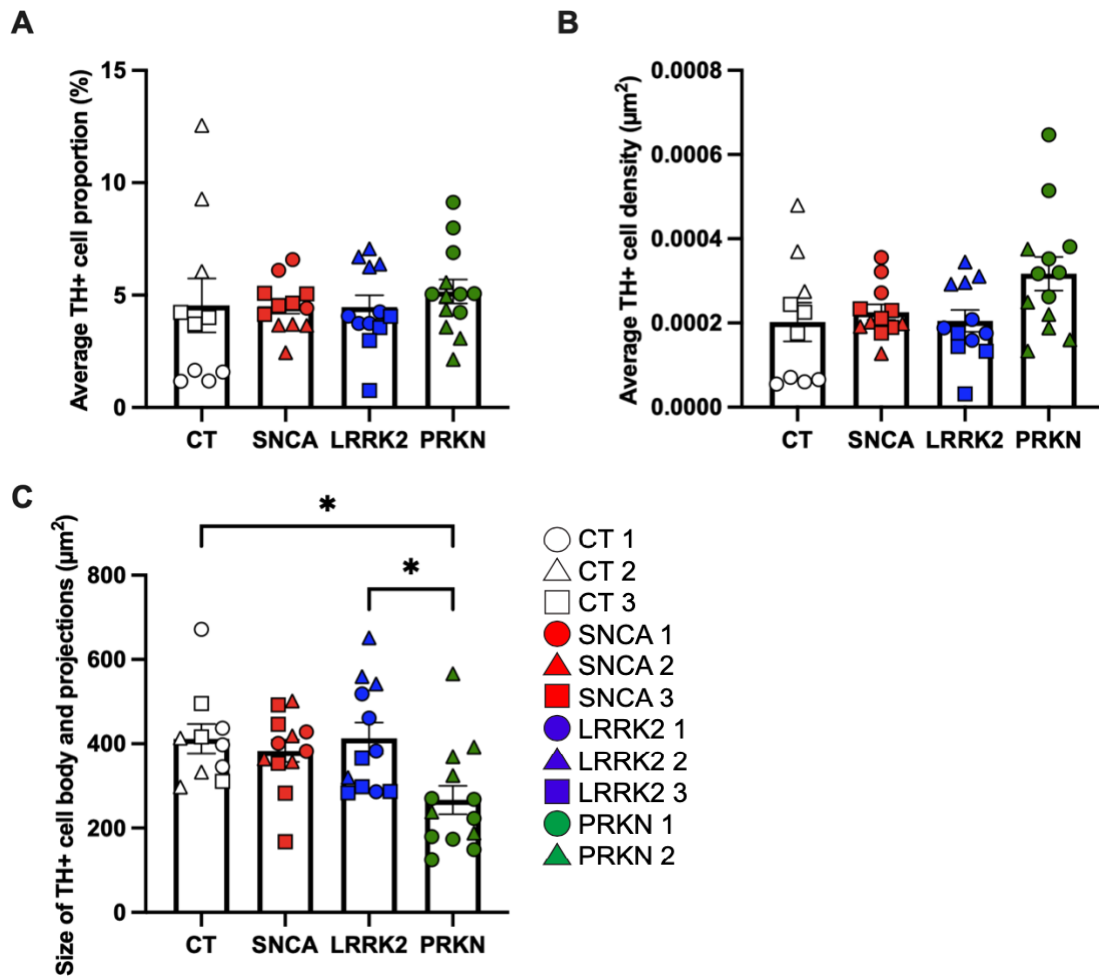 A
Average TH+ cell proportion (%)
15
10
5
0
CT SNCA LRRK2 PRKN
B
Average TH+ cell density (µm²)
0.0008
0.0006
0.0004
0.0002
0.0000
CT SNCA LRRK2 PRKN
C
Size of TH+ cell body and projections (µm²)
*
*
800
600
400
200
0
CT SNCA LRRK2 PRKN
CT 1
CT 2
CT 3
SNCA 1
SNCA 2
SNCA 3
LRRK2 1
LRRK2 2
LRRK2 3
PRKN 1
PRKN 2